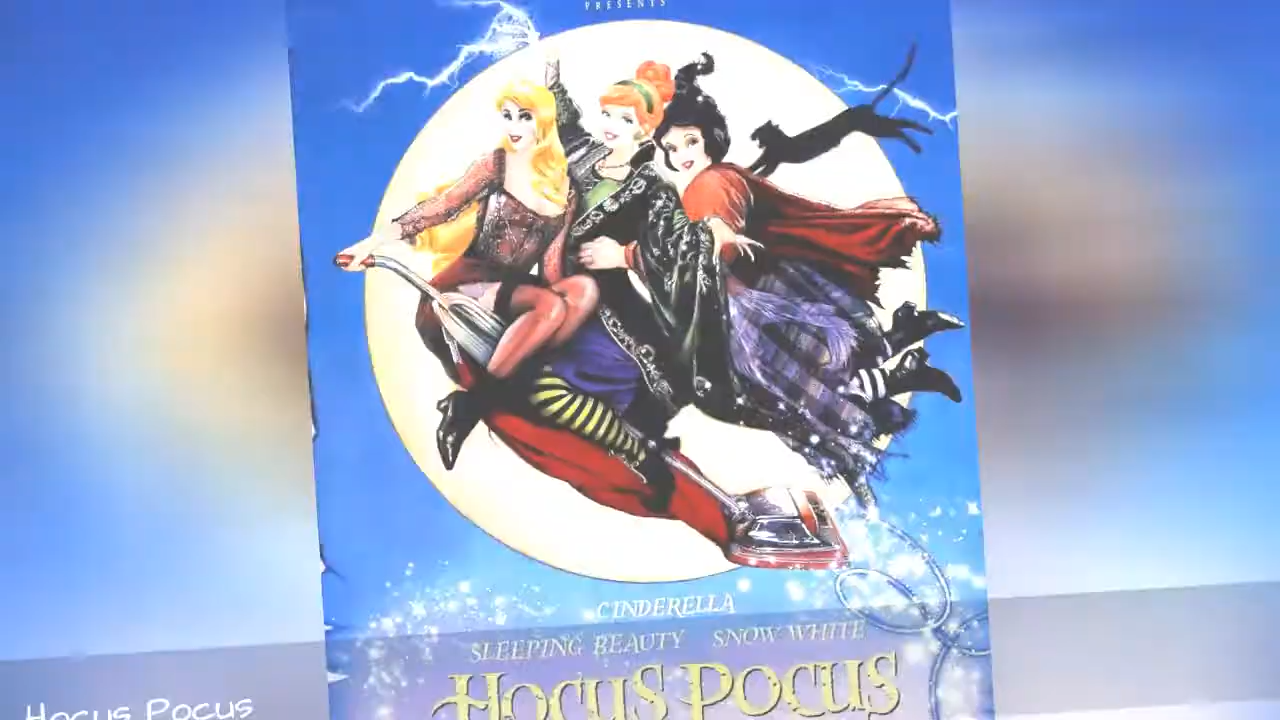 PRESENTS
CINDERELLA
SLEEPING BEAUTY SNOW WHITE
HOCUS POCUS
Hocus Pocus